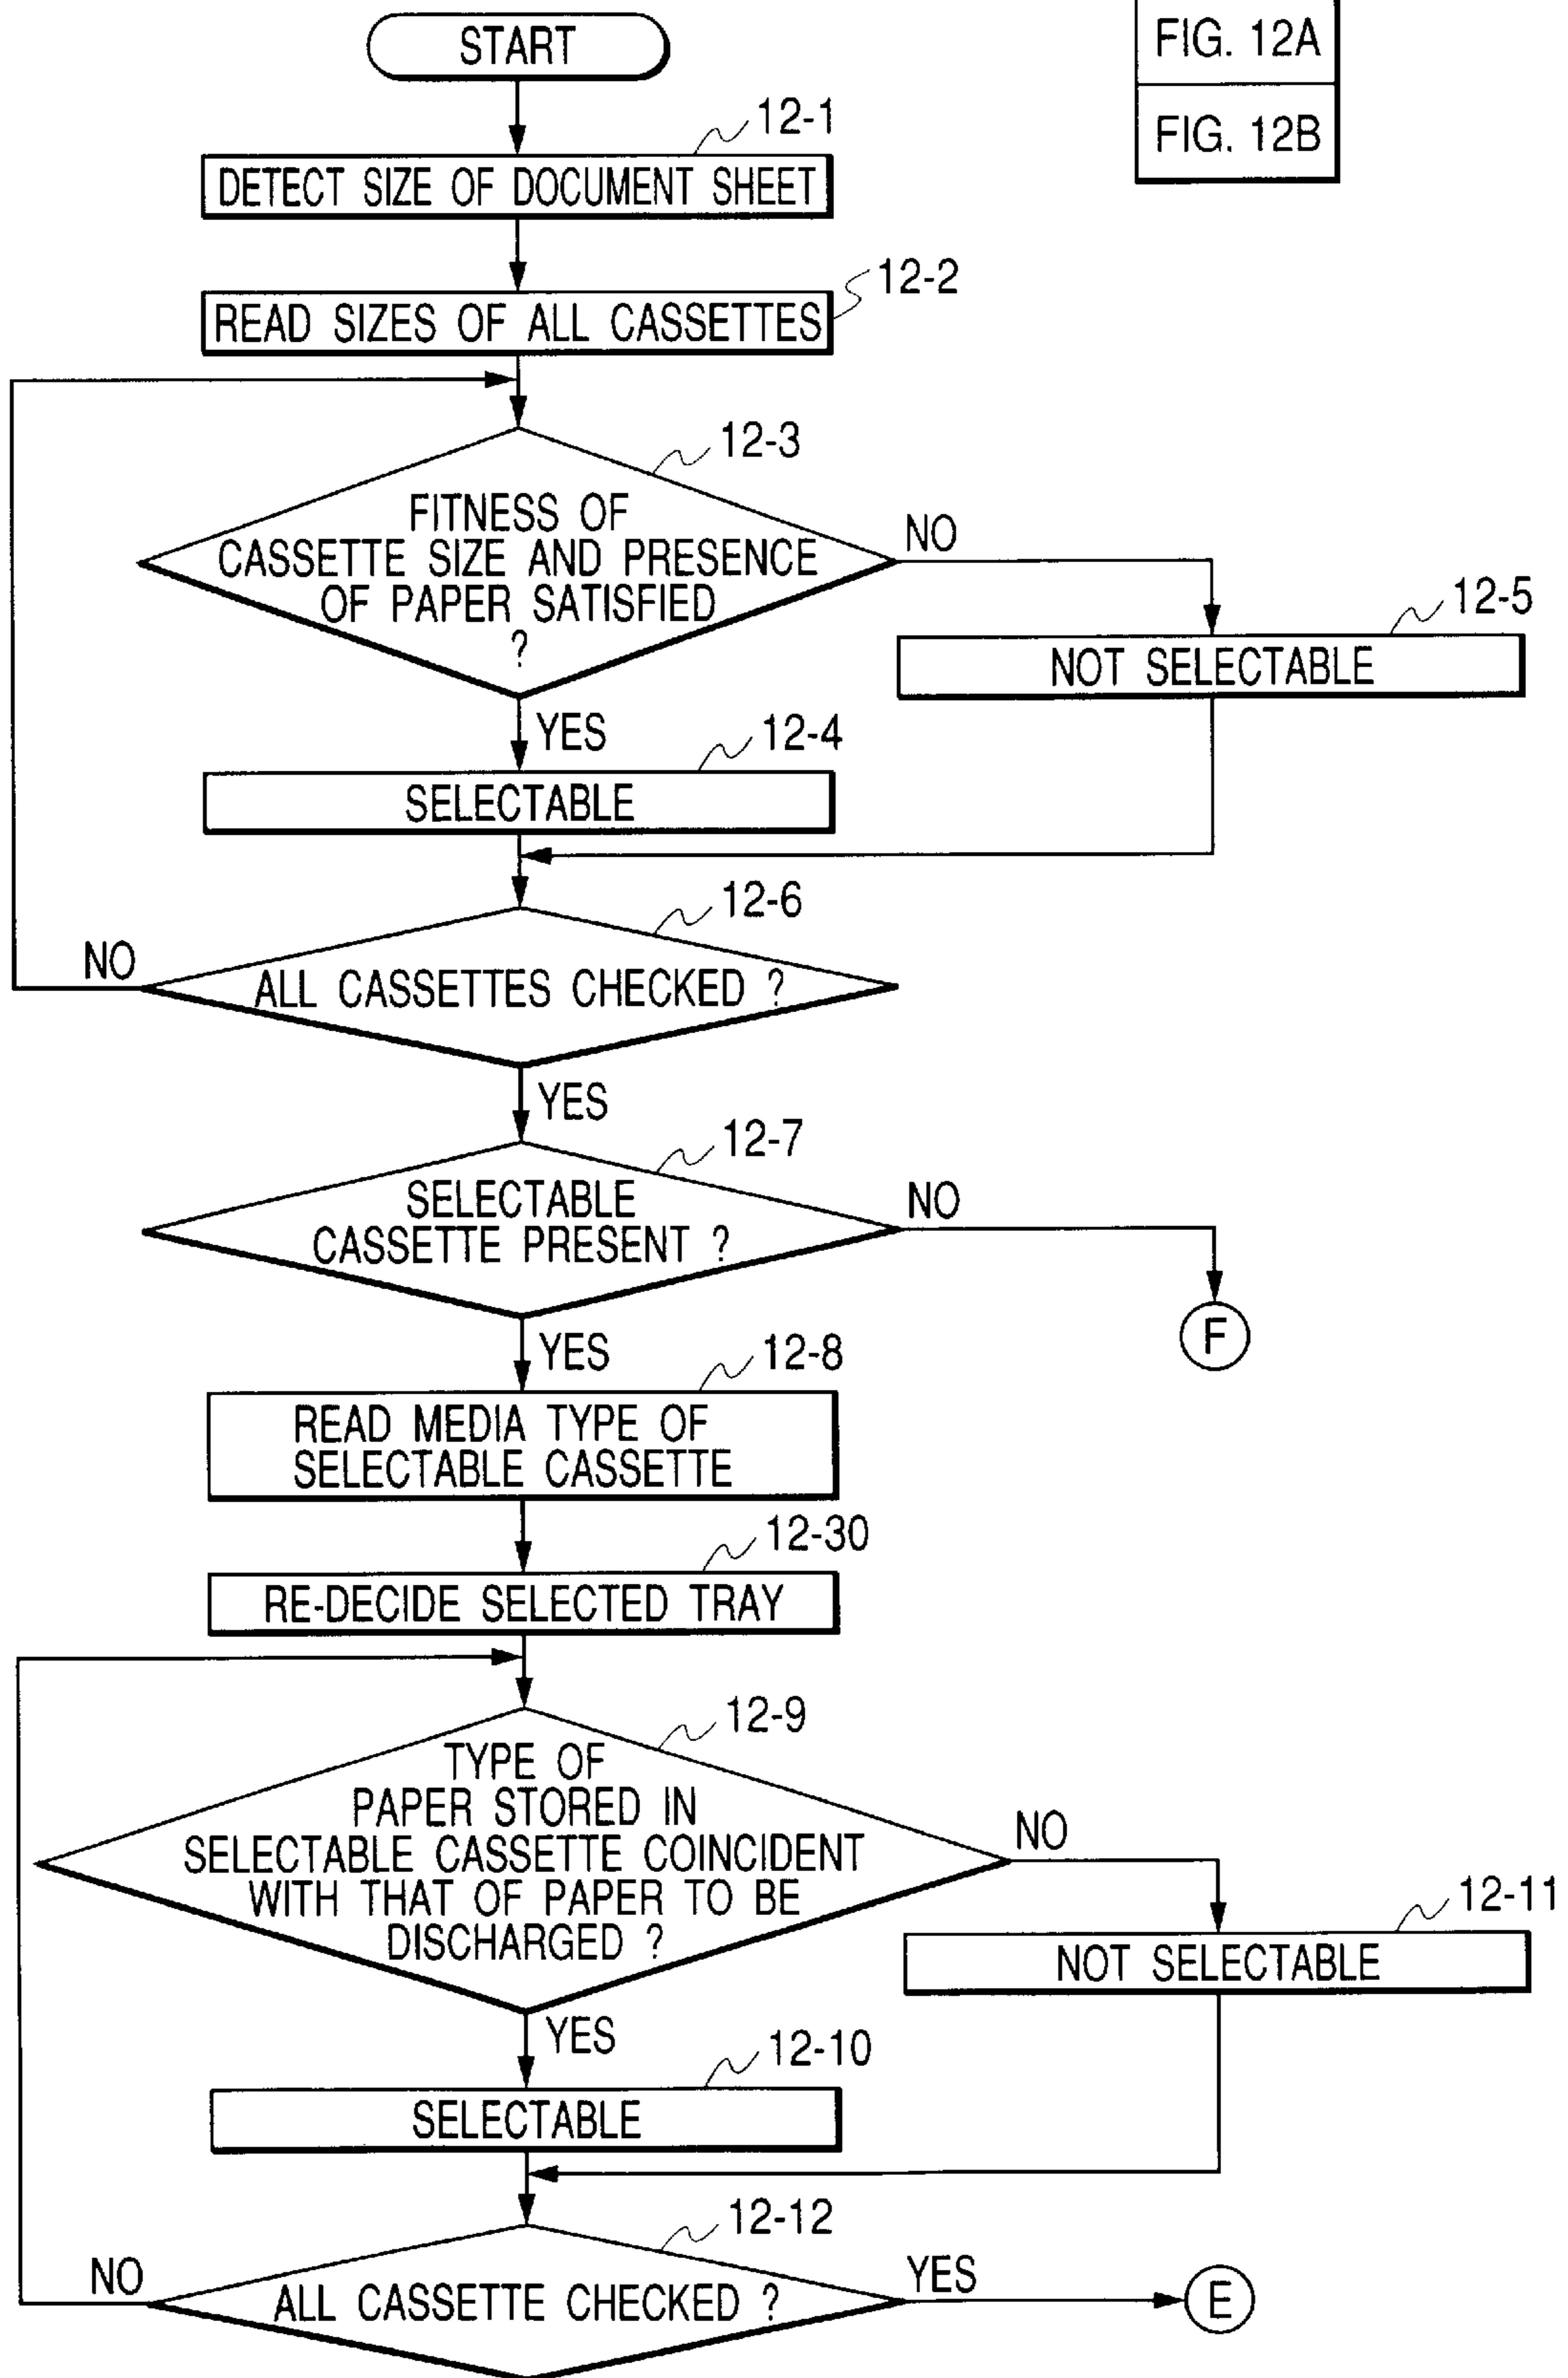 START
FIG. 12A
FIG. 12B
12-1
DETECT SIZE OF DOCUMENT SHEET
12-2
READ SIZES OF ALL CASSETTES
12-3
FITNESS OF
CASSETTE SIZE AND PRESENCE
OF PAPER SATISFIED
?
NO
12-5
NOT SELECTABLE
YES
12-4
SELECTABLE
12-6
NO
ALL CASSETTES CHECKED ?
YES
12-7
SELECTABLE
CASSETTE PRESENT ?
NO
F
YES
12-8
READ MEDIA TYPE OF
SELECTABLE CASSETTE
12-30
RE-DECIDE SELECTED TRAY
12-9
TYPE OF
PAPER STORED IN
SELECTABLE CASSETTE COINCIDENT
WITH THAT OF PAPER TO BE
DISCHARGED ?
NO
12-11
NOT SELECTABLE
YES
12-10
SELECTABLE
12-12
NO
ALL CASSETTE CHECKED ?
YES
E